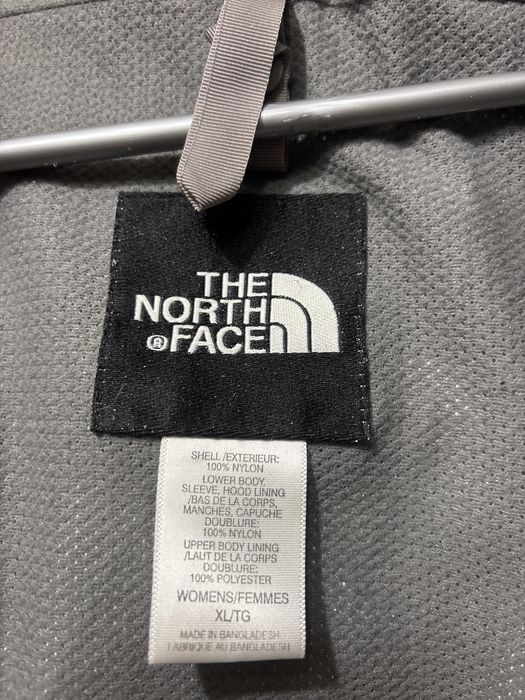 THE
NORTH
®FACE
SHELL /EXTERIEUR:
100% NYLON
LOWER BODY,
SLEEVE, HOOD LINING
/BAS DE LA CORPS,
MANCHES, CAPUCHE
DOUBLURE:
100% NYLON
UPPER BODY LINING
/LAUT DE LA CORPS
DOUBLURE:
100% POLYESTER
WOMENS/FEMMES
XL/TG
MADE IN BANGLADESH
FABRIQUE AU BANGLADESH